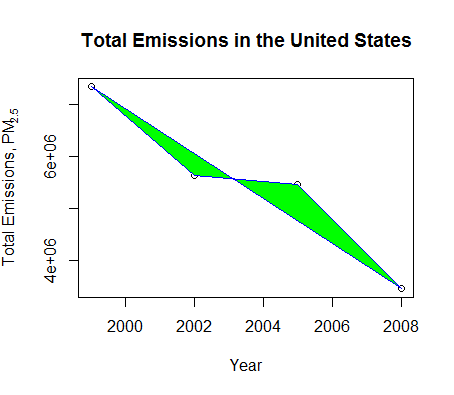 Total Emissions in the United States
Total Emissions, PM2.5
6e+06
4e+06
2000 2002 2004 2006 2008
Year